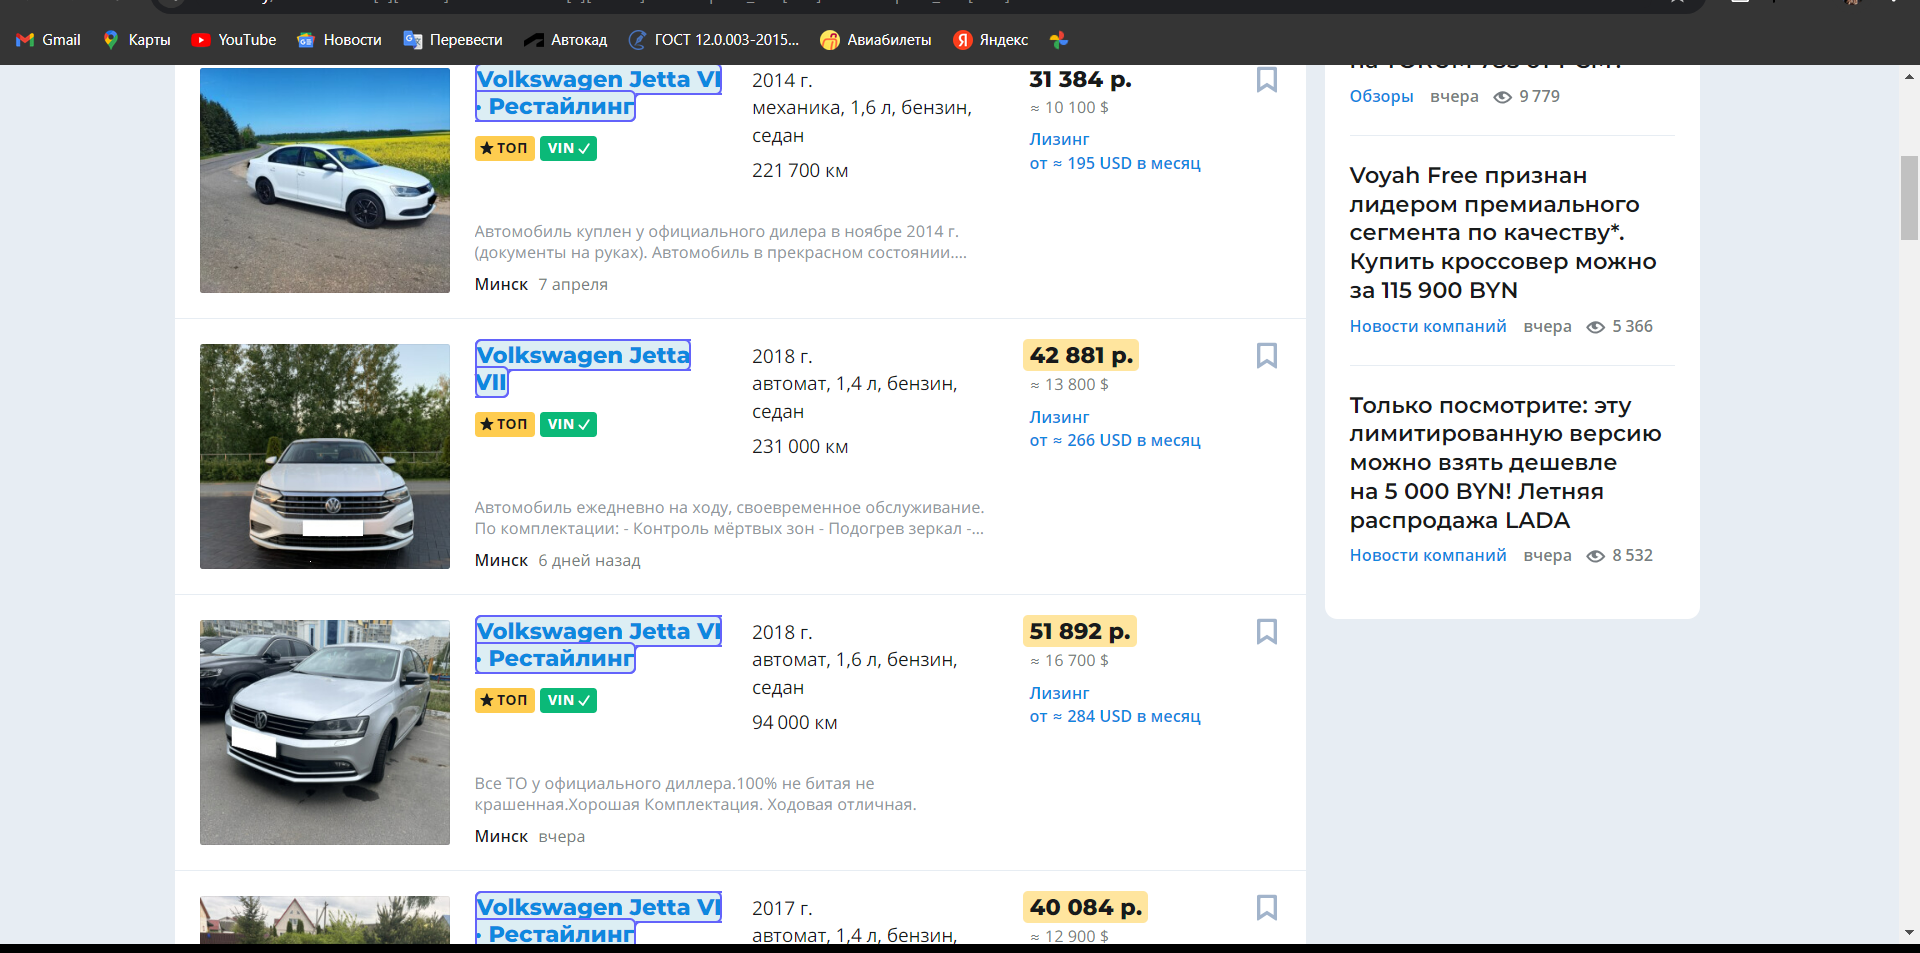 Gmail
Карты
YouTube
Новости
Перевести
Автокад
ГОСТ 12.0.003-2015...
Авиабилеты
Яндекс
Volkswagen Jetta VI
· Рестайлинг
ТОП
VIN
2014 г.
механика, 1,6 л, бензин,
седан
221 700 км
31 384 р.
≈ 10 100 $
Лизинг
от ≈ 195 USD в месяц
Автомобиль куплен у официального дилера в ноябре 2014 г.
(документы на руках). Автомобиль в прекрасном состоянии....
Минск 7 апреля
Volkswagen Jetta
VII
ТОП
VIN
2018 г.
автомат, 1,4 л, бензин,
седан
231 000 км
42 881 р.
≈ 13 800 $
Лизинг
от ≈ 266 USD в месяц
Автомобиль ежедневно на ходу, своевременное обслуживание.
По комплектации: - Контроль мёртвых зон - Подогрев зеркал -...
Минск 6 дней назад
Volkswagen Jetta VI
· Рестайлинг
ТОП
VIN
2018 г.
автомат, 1,6 л, бензин,
седан
94 000 км
51 892 р.
≈ 16 700 $
Лизинг
от ≈ 284 USD в месяц
Все ТО у официального диллера.100% не битая не
крашенная.Хорошая Комплектация. Ходовая отличная.
Минск вчера
Volkswagen Jetta VI
· Рестайлинг
2017 г.
автомат, 1,4 л, бензин,
40 084 р.
≈ 12 900 $
Обзоры вчера 9 779
Voyah Free признан
лидером премиального
сегмента по качеству*.
Купить кроссовер можно
за 115 900 BYN
Новости компаний вчера 5 366
Только посмотрите: эту
лимитированную версию
можно взять дешевле
на 5 000 BYN! Летняя
распродажа LADA
Новости компаний вчера 8 532